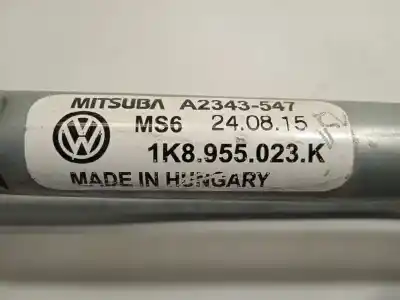 MITSUBA A2343-547
MS6 24.08.15
1K8.955.023.K
MADE IN HUNGARY